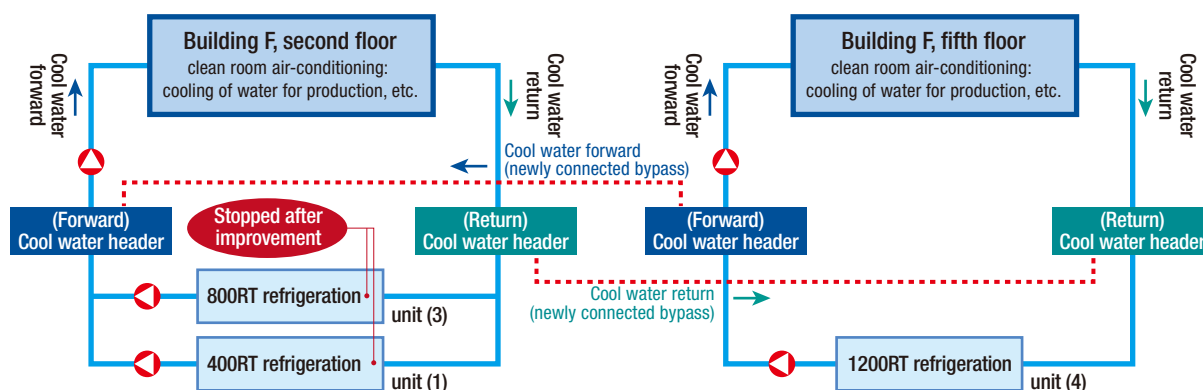 Building F, second floor
clean room air-conditioning:
cooling of water for production, etc.
Cool water
forward
Cool water
return
Cool water forward
(newly connected bypass)
(Forward)
Cool water header
Stopped after
improvement
(Return)
Cool water header
800RT refrigeration
unit (3)
400RT refrigeration
unit (1)
Cool water return
(newly connected bypass)
Building F, fifth floor
clean room air-conditioning:
cooling of water for production, etc.
Cool water
forward
Cool water
return
(Forward)
Cool water header
(Return)
Cool water header
1200RT refrigeration
unit (4)